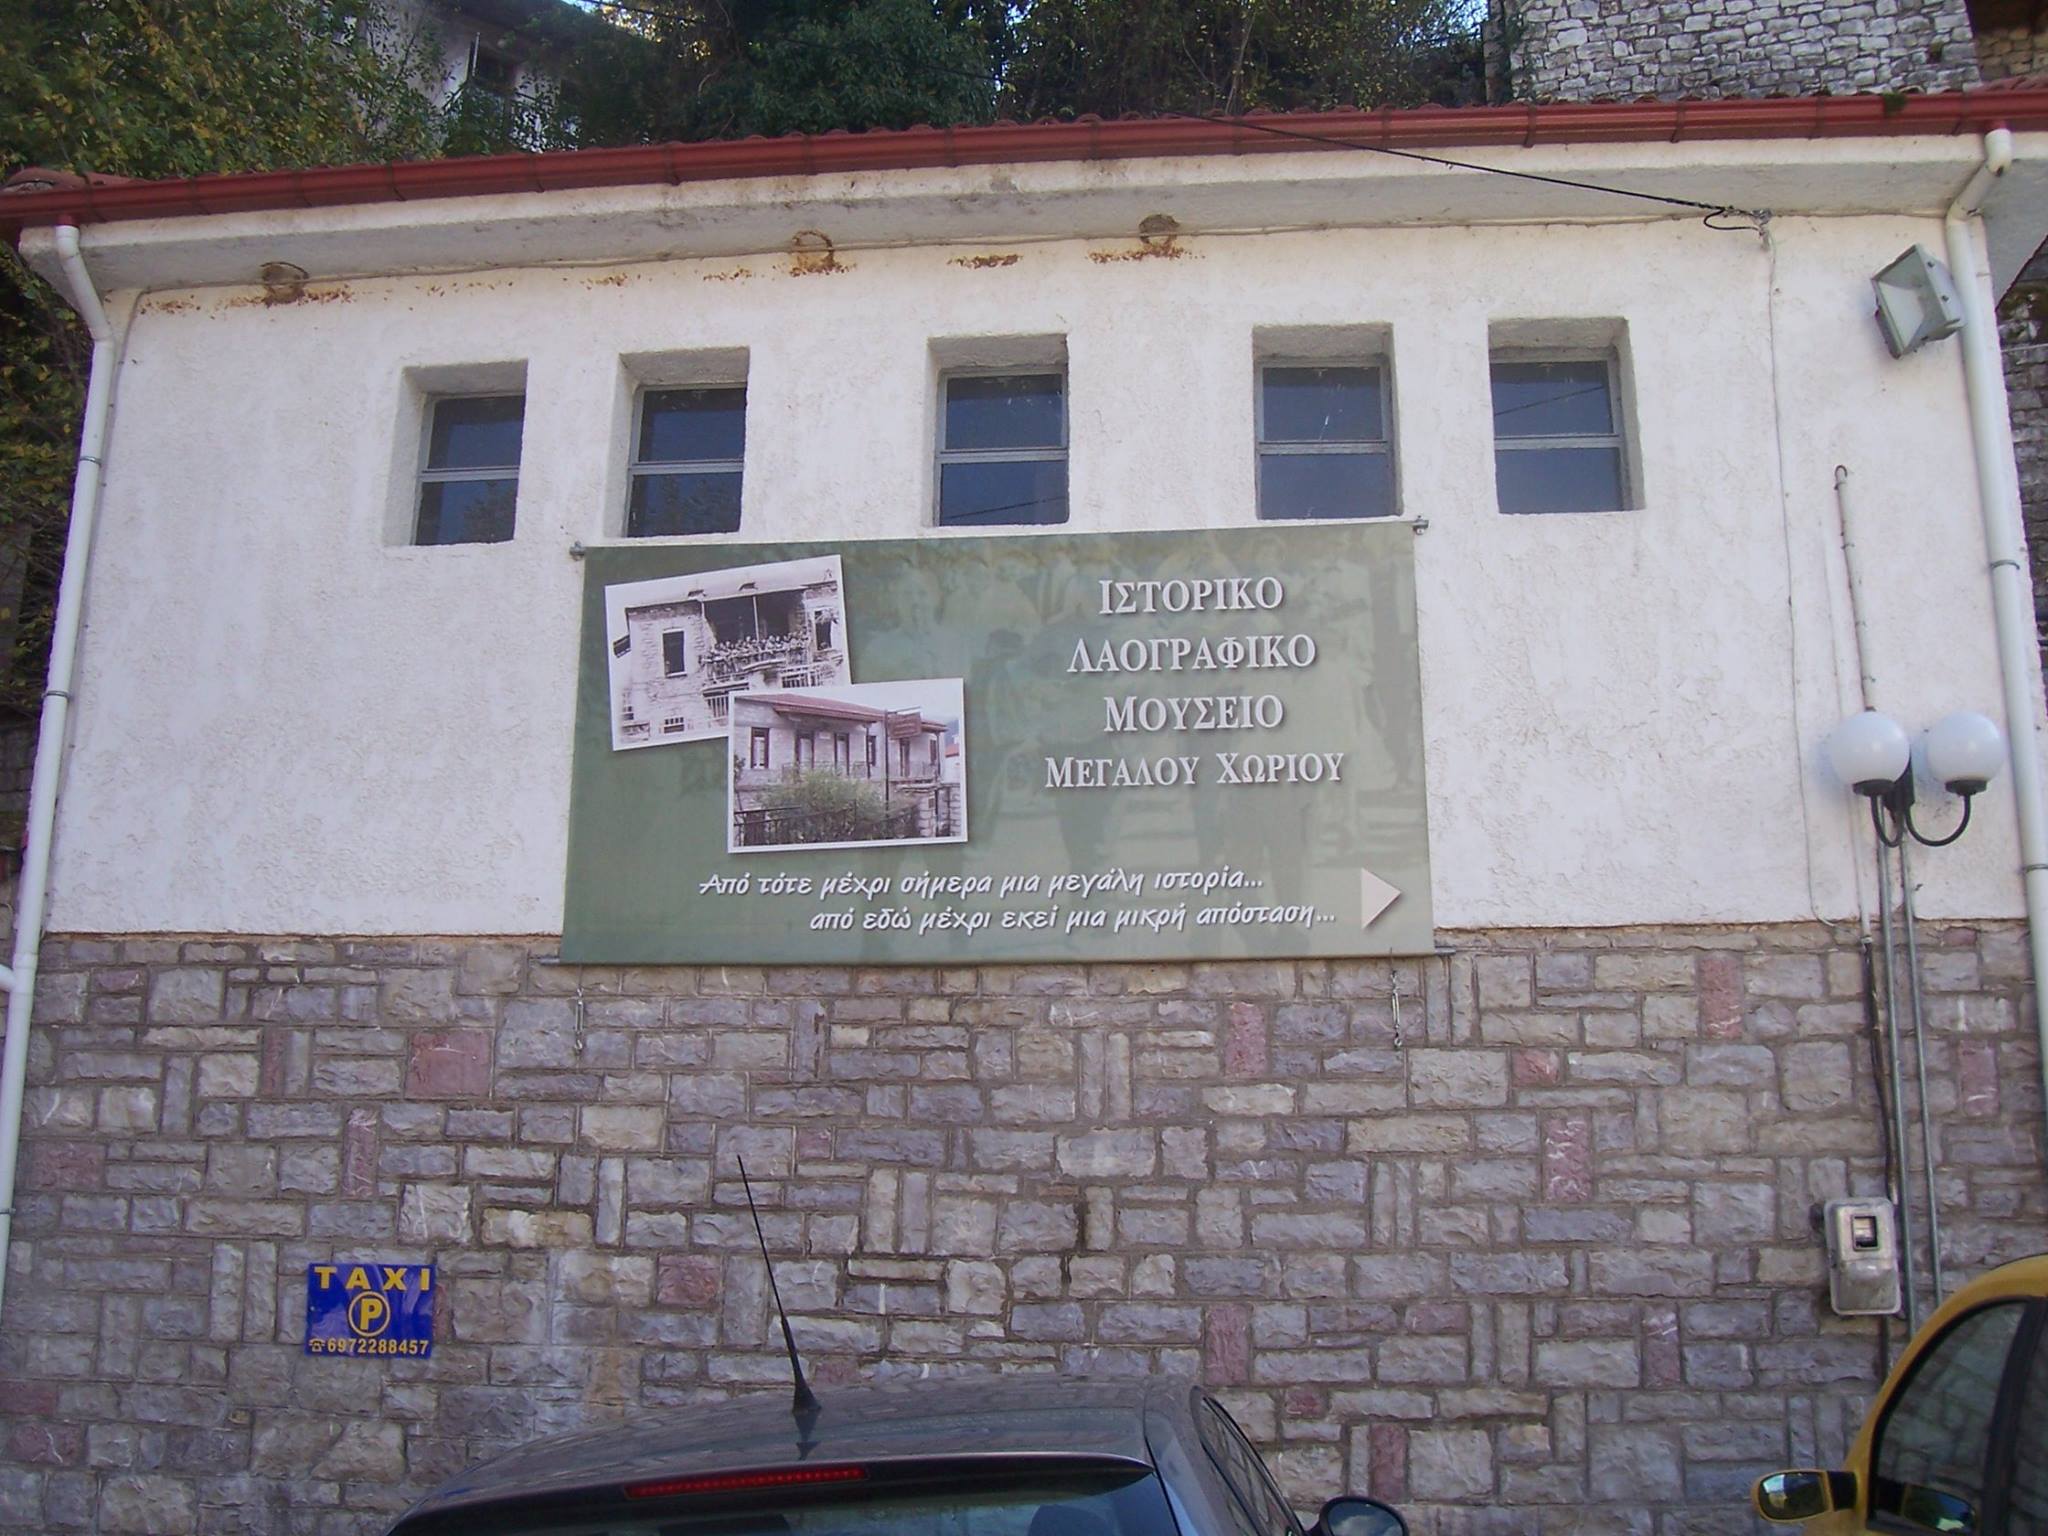 ΙΣΤΟΡΙΚΟ
ΛΑΟΓΡΑΦΙΚΟ
ΜΟΥΣΕΙΟ
ΜΕΓΑΛΟΥ ΧΩΡΙΟΥ
Από τότε μέχρι σήμερα μια μεγάλη ιστορία...
από εδώ μέχρι εκεί μια μικρή απόσταση...
TAXI
P
☎6972288457